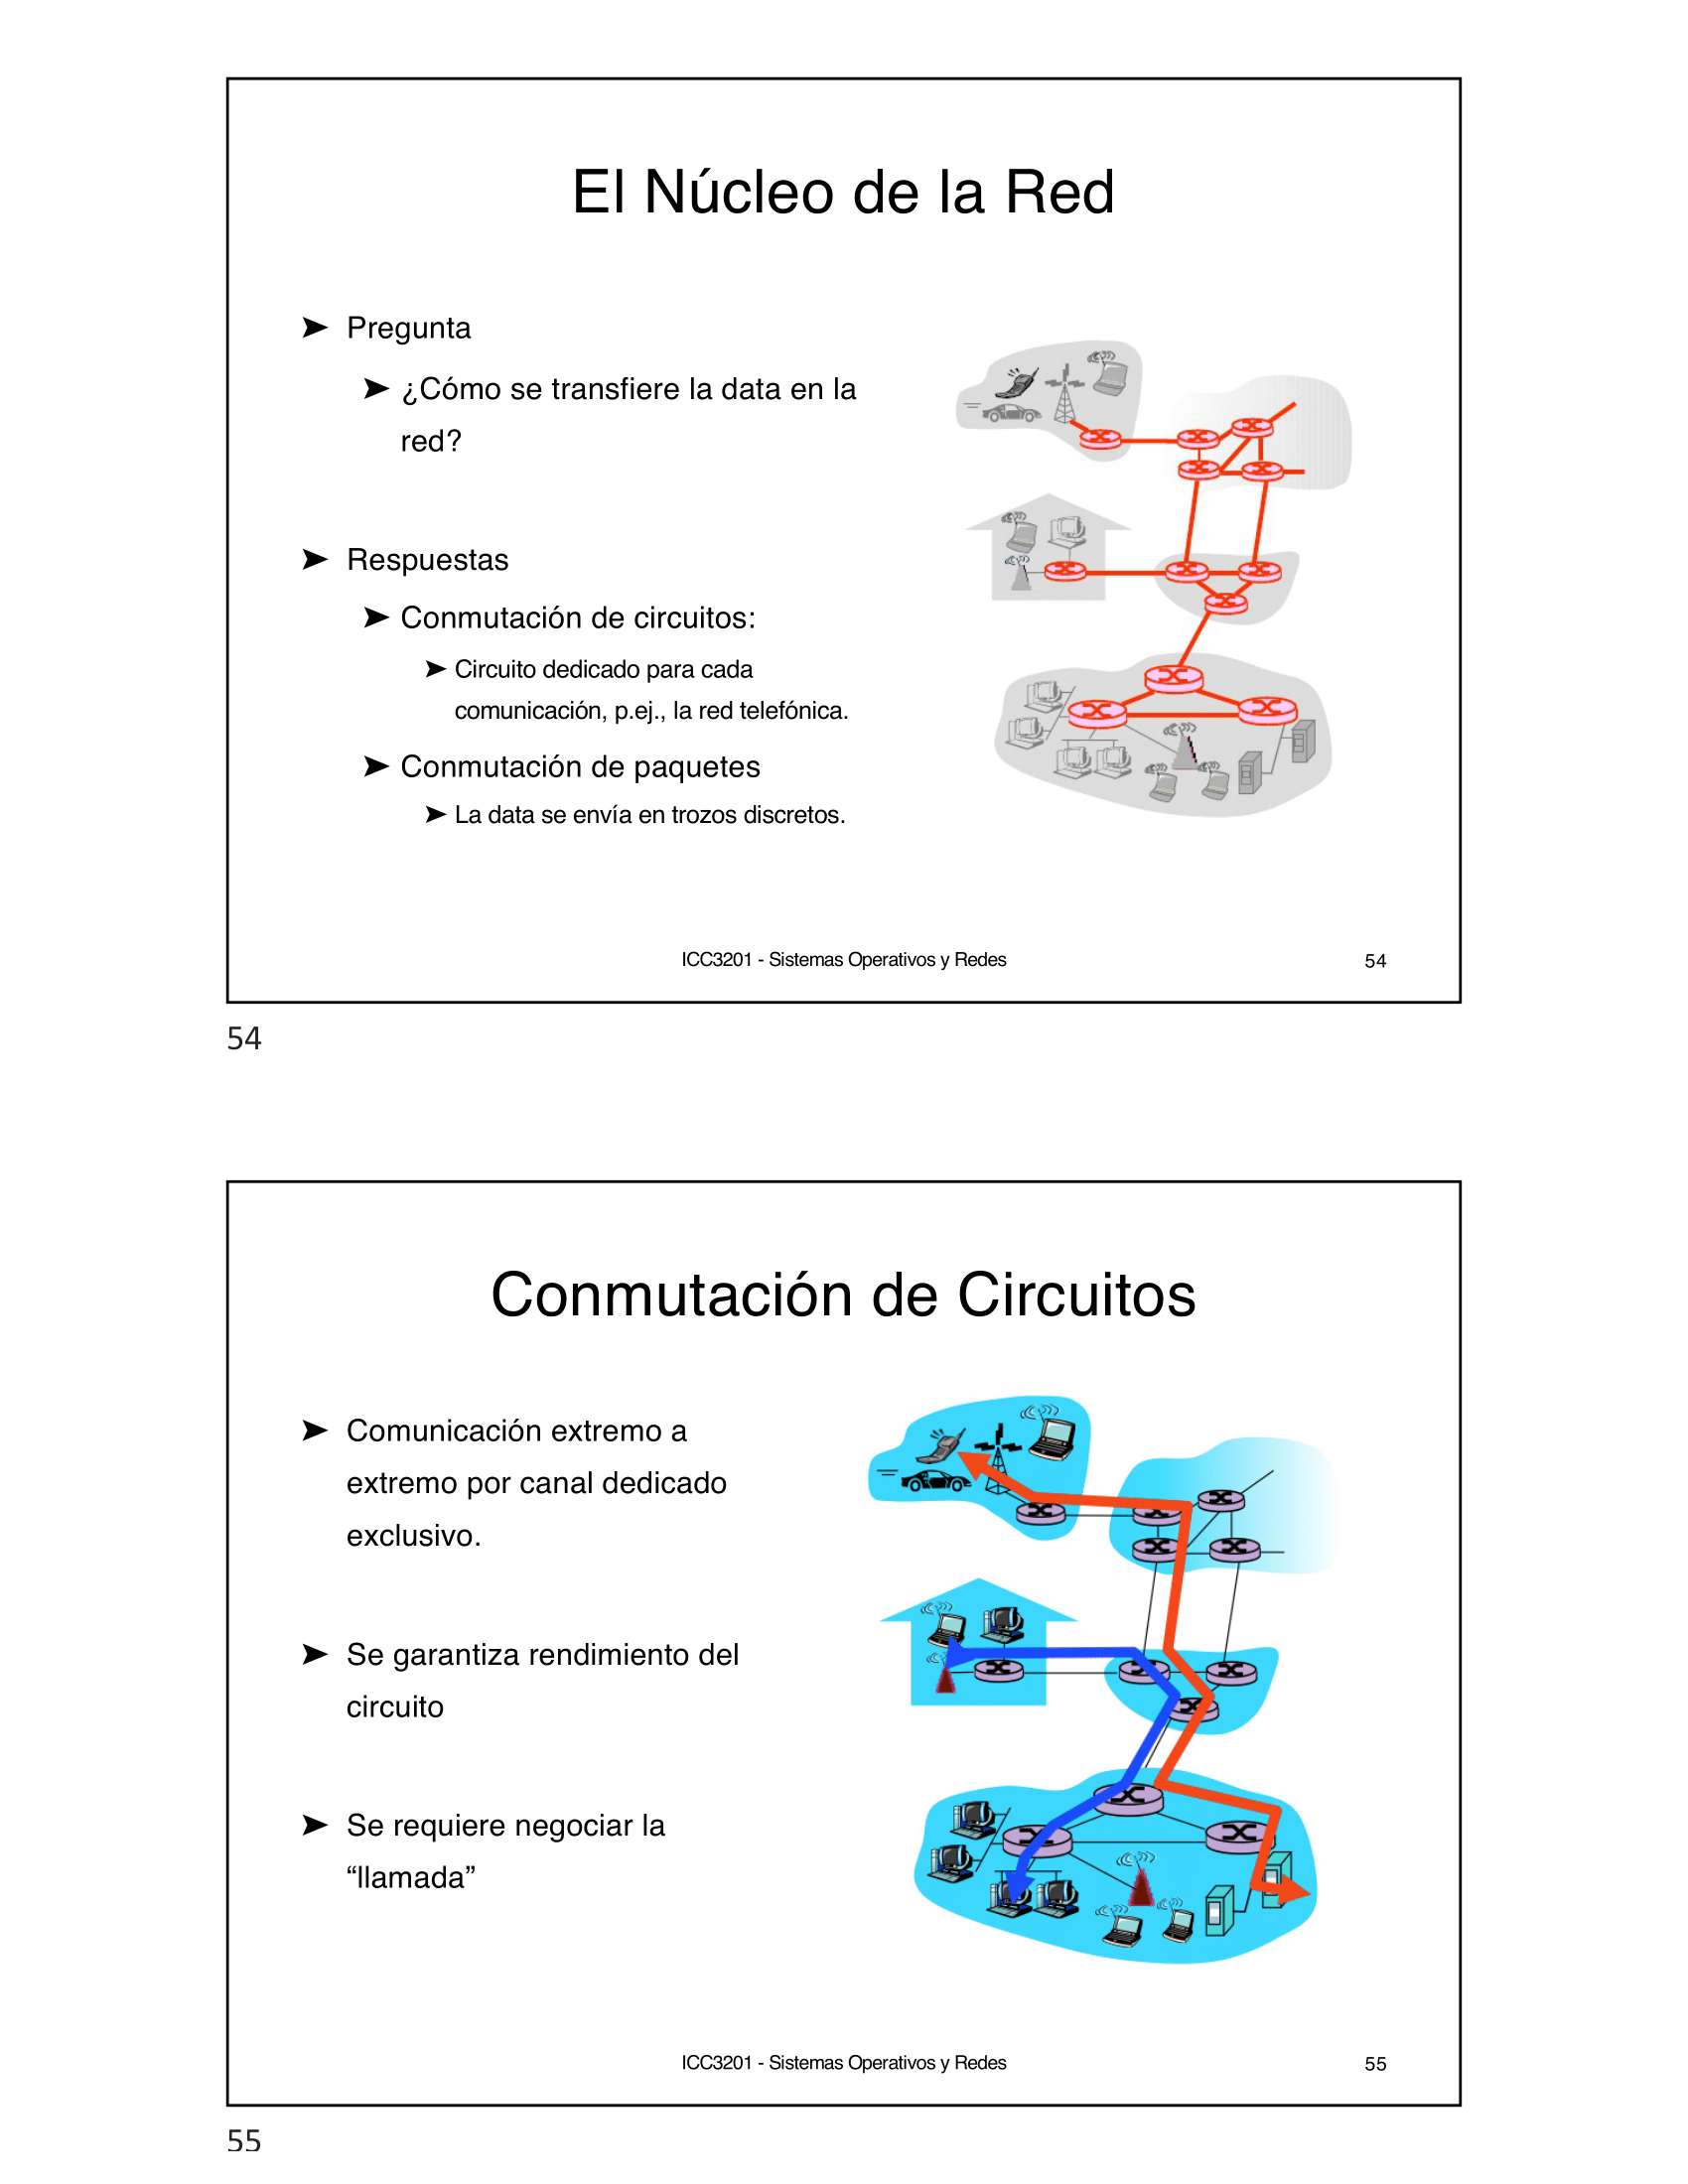 El Núcleo de la Red
➤ Pregunta
➤ ¿Cómo se transfiere la data en la
red?
➤ Respuestas
➤ Conmutación de circuitos:
➤ Circuito dedicado para cada
comunicación, p.ej., la red telefónica.
➤ Conmutación de paquetes
➤ La data se envía en trozos discretos.
ICC3201 - Sistemas Operativos y Redes
54
54
Conmutación de Circuitos
➤ Comunicación extremo a
extremo por canal dedicado
exclusivo.
➤ Se garantiza rendimiento del
circuito
➤ Se requiere negociar la
“llamada”
ICC3201 - Sistemas Operativos y Redes
55
55